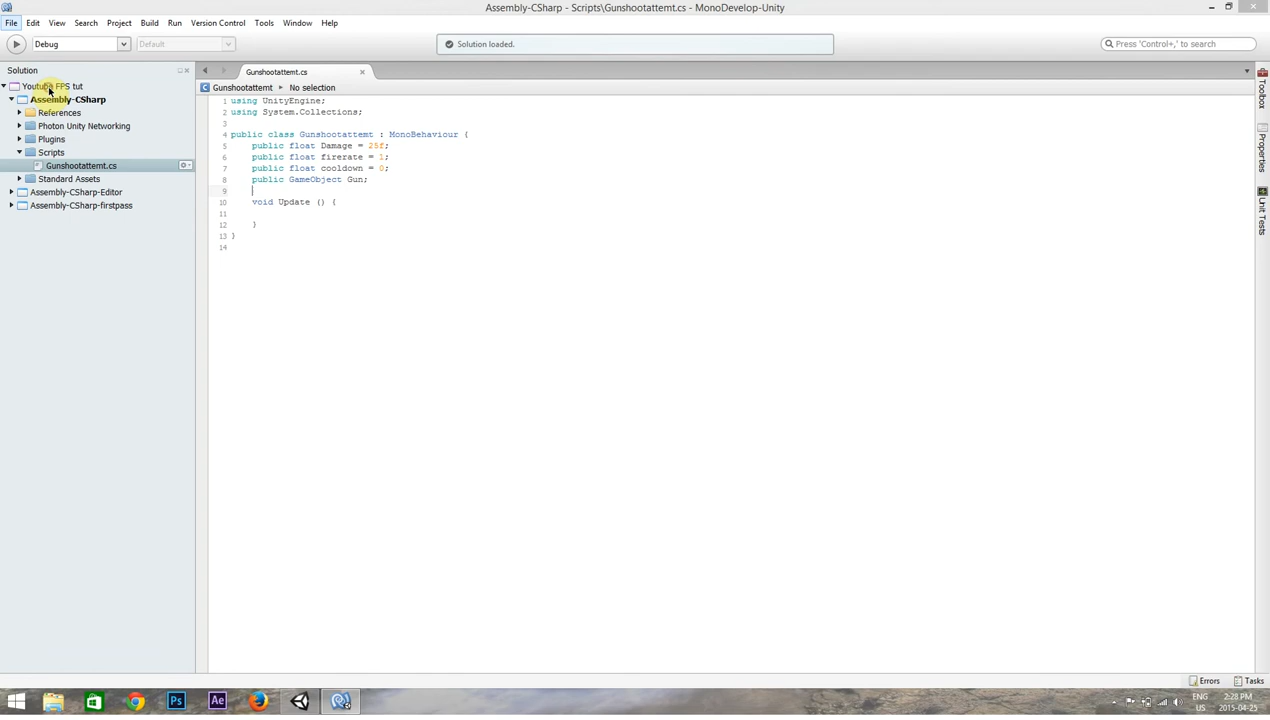 Assembly-CSharp - Scripts\Gunshootattemt.cs - MonoDevelop-Unity
File Edit View Search Project Build Run Version Control Tools Window Help
Debug Default Solution loaded. Press 'Control+,' to search
Solution Gunshootattemt.cs
Youtube FPS tut
Gunshootattemt No selection
Assembly-CSharp
References
Photon Unity Networking
Plugins
Scripts
Gunshootattemt.cs
Standard Assets
Assembly-CSharp-Editor
Assembly-CSharp-firstpass
1 using UnityEngine;
2 using System.Collections;
3
4 public class Gunshootattemt : MonoBehaviour {
5 public float Damage = 25f;
6 public float firerate = 1;
7 public float cooldown = 0;
8 public GameObject Gun;
9
10 void Update () {
11
12 }
13 }
14
Toolbox
Properties
Unit Tests
Errors Tasks
Ps Ae
ENG 2:28 PM
US 2015-04-25